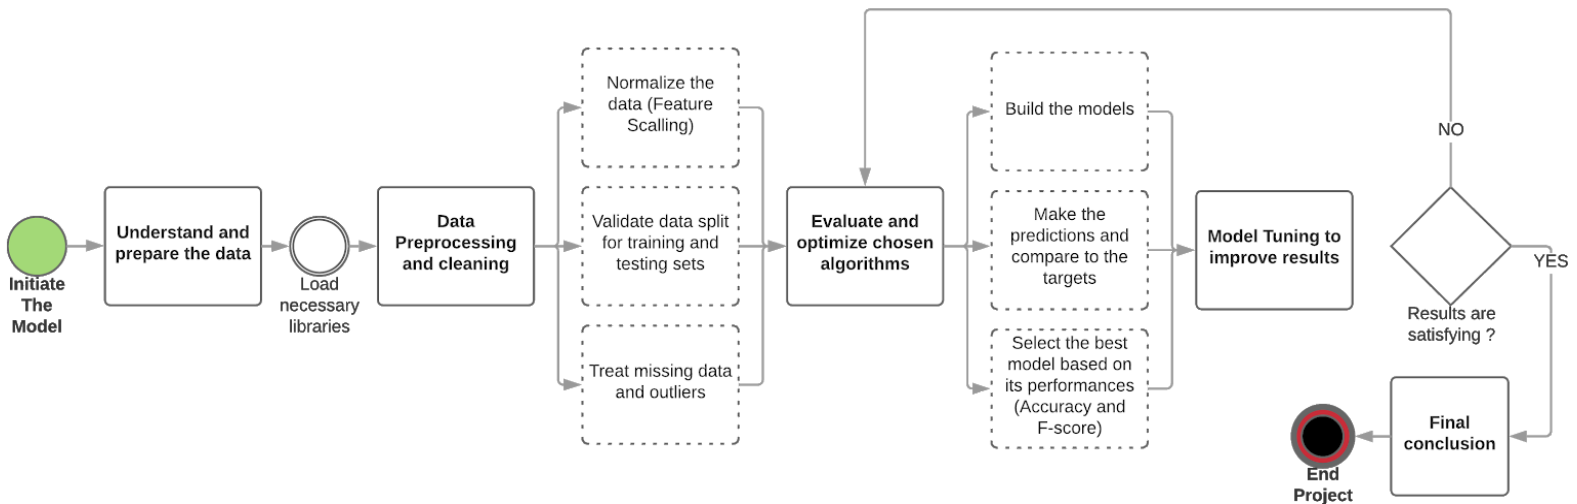 Initiate
The
Model
Understand and
prepare the data
Load
necessary
libraries
Data
Preprocessing
and cleaning
Normalize the
data (Feature
Scalling)
Validate data split
for training and
testing sets
Treat missing data
and outliers
Evaluate and
optimize chosen
algorithms
Build the models
Make the
predictions and
compare to the
targets
Select the best
model based on
its performances
(Accuracy and
F-score)
Model Tuning to
improve results
NO
YES
Results are
satisfying ?
Final
conclusion
End
Project